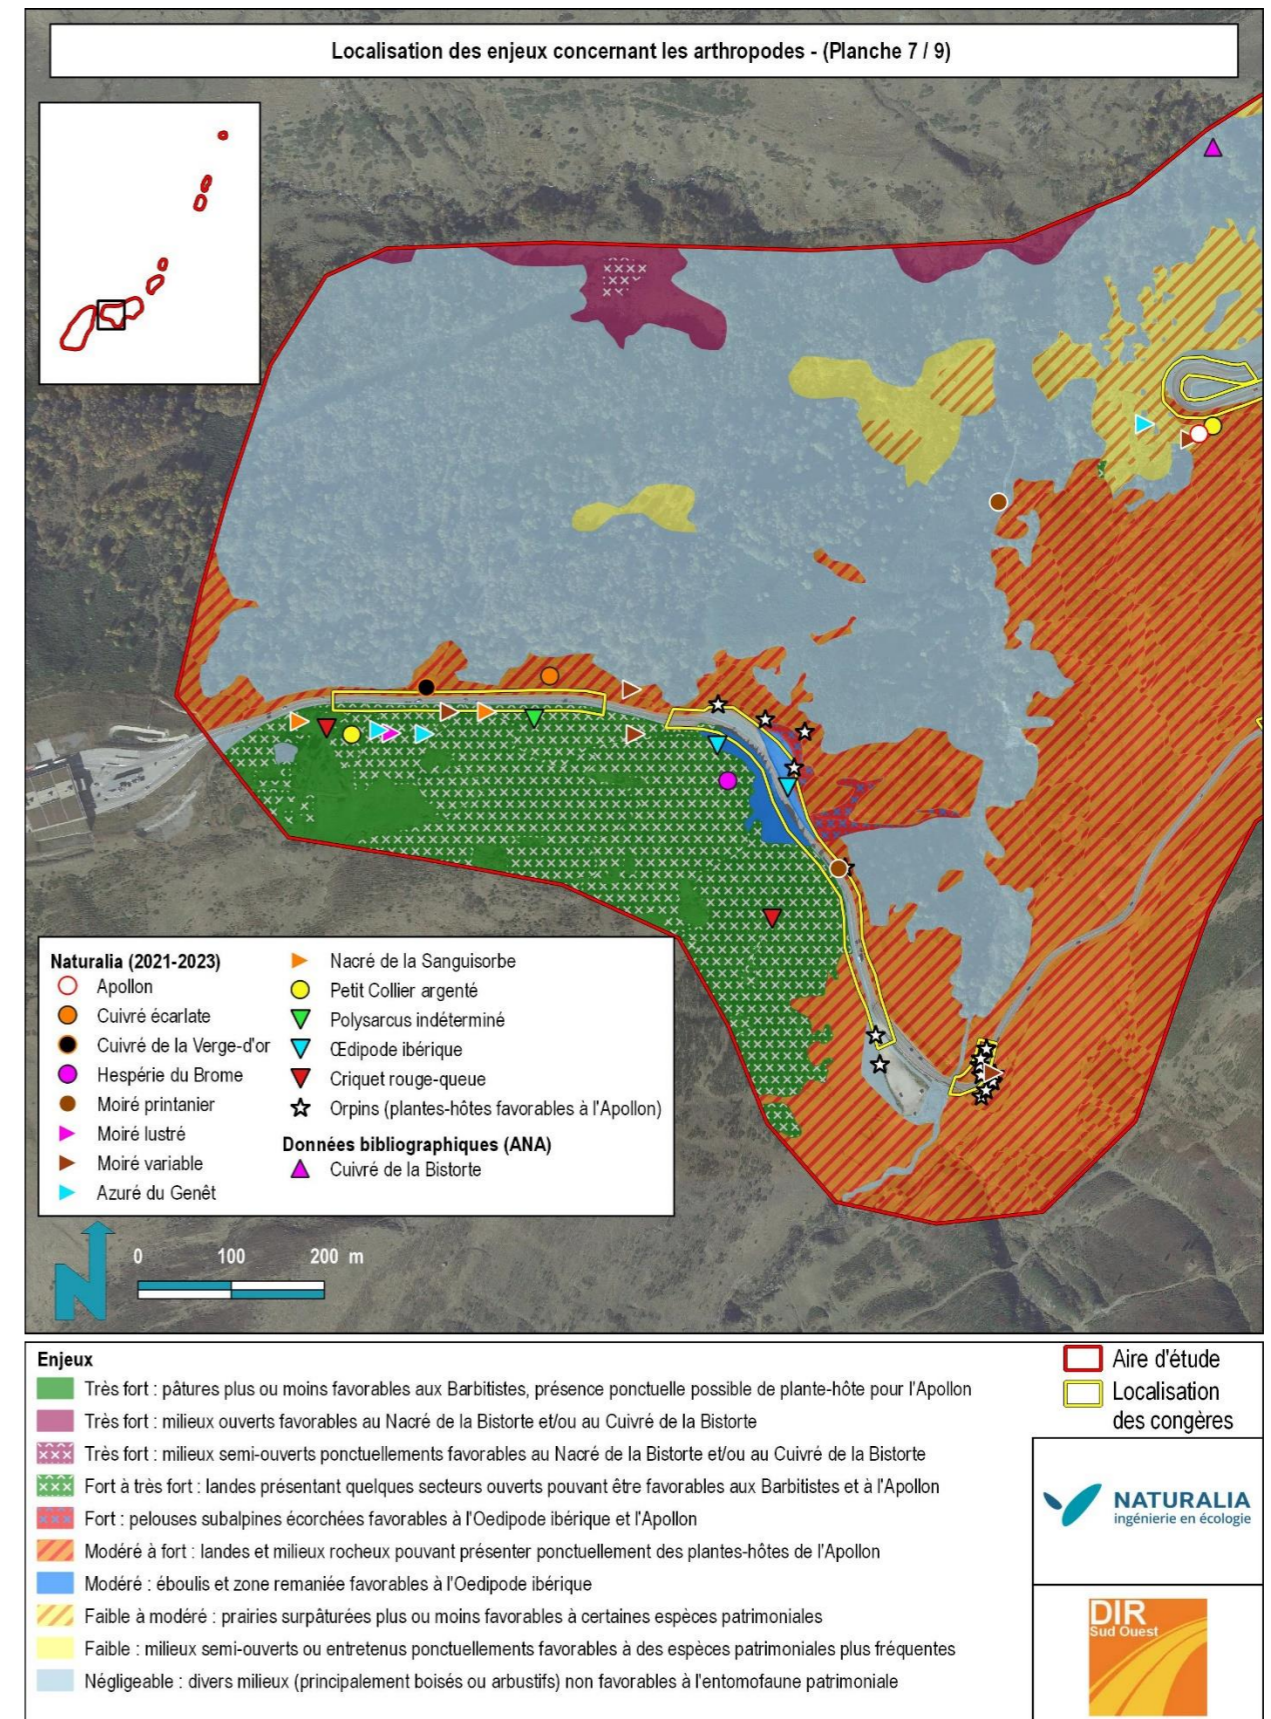 Localisation des enjeux concernant les arthropodes - (Planche 7 / 9)
Naturalia (2021-2023)
Apollon
Cuivré écarlate
Cuivré de la Verge-d'or
Hespérie du Brome
Moiré printanier
Moiré lustré
Moiré variable
Azuré du Genêt
Nacré de la Sanguisorbe
Petit Collier argenté
Polysarcus indéterminé
Œdipode ibérique
Criquet rouge-queue
Orpins (plantes-hôtes favorables à l'Apollon)
Données bibliographiques (ANA)
Cuivré de la Bistorte
N
0 100 200 m
Enjeux
Très fort : pâtures plus ou moins favorables aux Barbitistes, présence ponctuelle possible de plante-hôte pour l'Apollon
Très fort : milieux ouverts favorables au Nacré de la Bistorte et/ou au Cuivré de la Bistorte
Très fort : milieux semi-ouverts ponctuellements favorables au Nacré de la Bistorte et/ou au Cuivré de la Bistorte
Fort à très fort : landes présentant quelques secteurs ouverts pouvant être favorables aux Barbitistes et à l'Apollon
Fort : pelouses subalpines écorchées favorables à l'Oedipode ibérique et l'Apollon
Modéré à fort : landes et milieux rocheux pouvant présenter ponctuellement des plantes-hôtes de l'Apollon
Modéré : éboulis et zone remaniée favorables à l'Oedipode ibérique
Faible à modéré : prairies surpâturées plus ou moins favorables à certaines espèces patrimoniales
Faible : milieux semi-ouverts ou entretenus ponctuellements favorables à des espèces patrimoniales plus fréquentes
Négligeable : divers milieux (principalement boisés ou arbustifs) non favorables à l'entomofaune patrimoniale
Aire d'étude
Localisation
des congères
NATURALIA
ingénierie en écologie
DIR
Sud Ouest